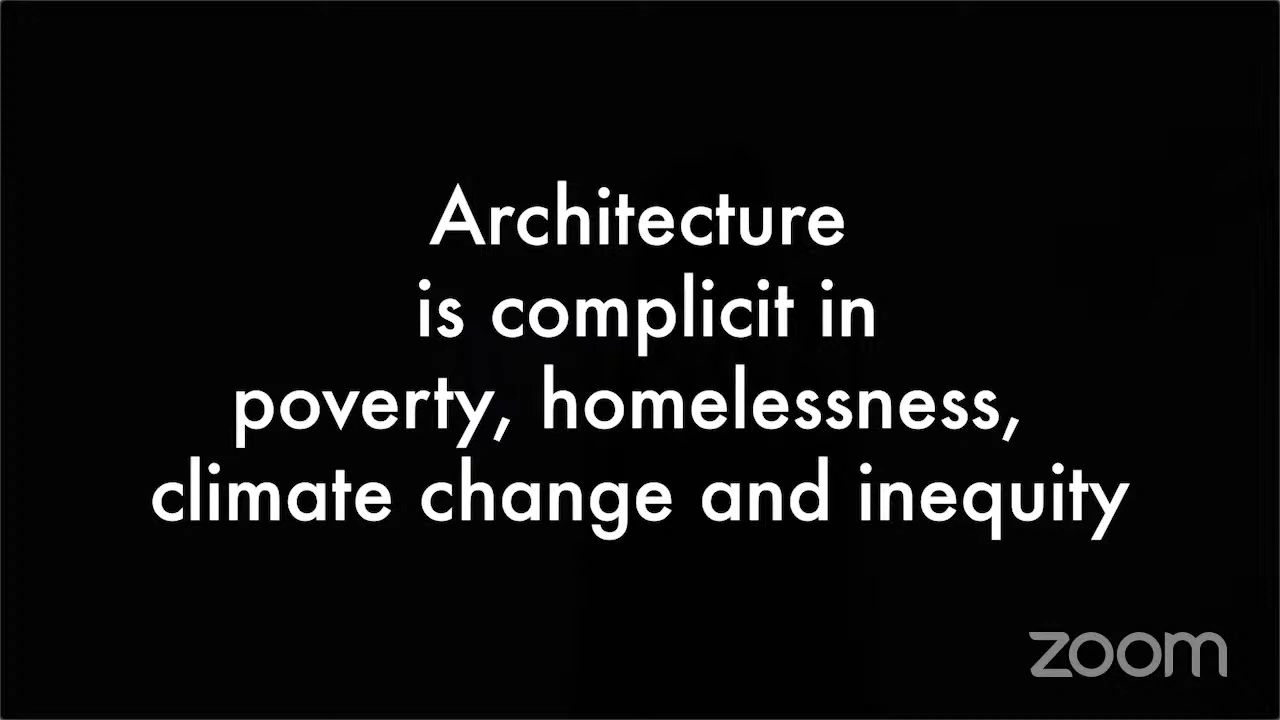 Architecture
is complicit in
poverty, homelessness,
climate change and inequity
zoom